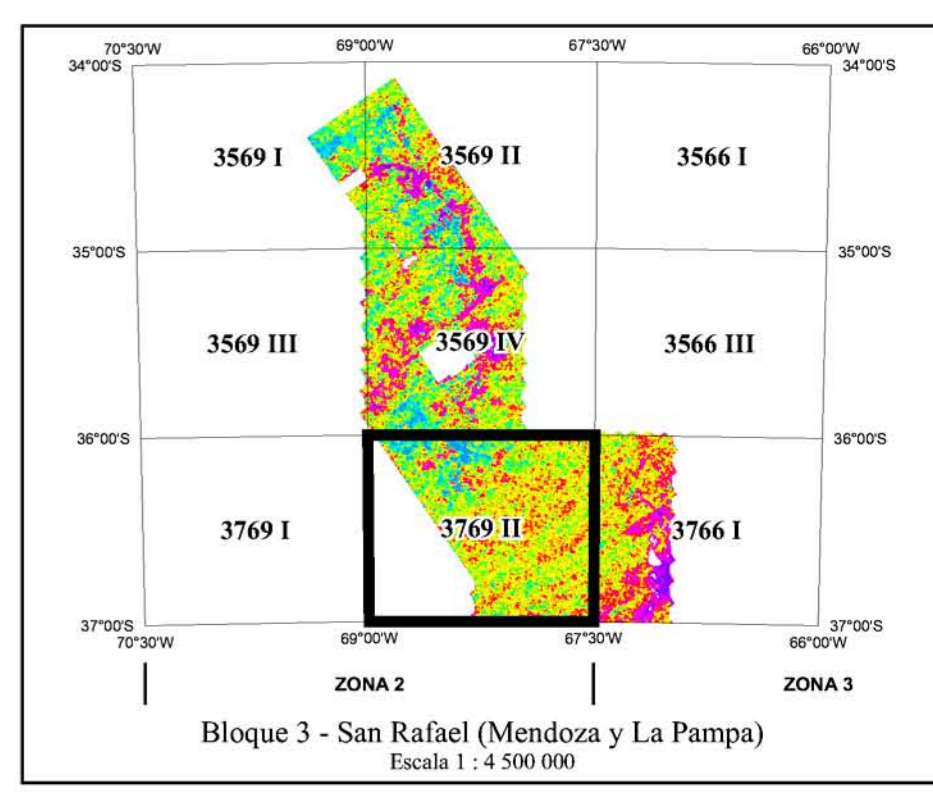 70°30'W 69°00'W 67°30'W 66°00'W
34°00'S 34°00'S
3569 I 3569 II 3566 I
35°00'S 35°00'S
3569 III 3569 IV 3566 III
36°00'S 36°00'S
3769 I 3769 II 3766 I
37°00'S 37°00'S
70°30'W 69°00'W 67°30'W 66°00'W
ZONA 2 ZONA 3
Bloque 3 - San Rafael (Mendoza y La Pampa)
Escala 1 : 4 500 000